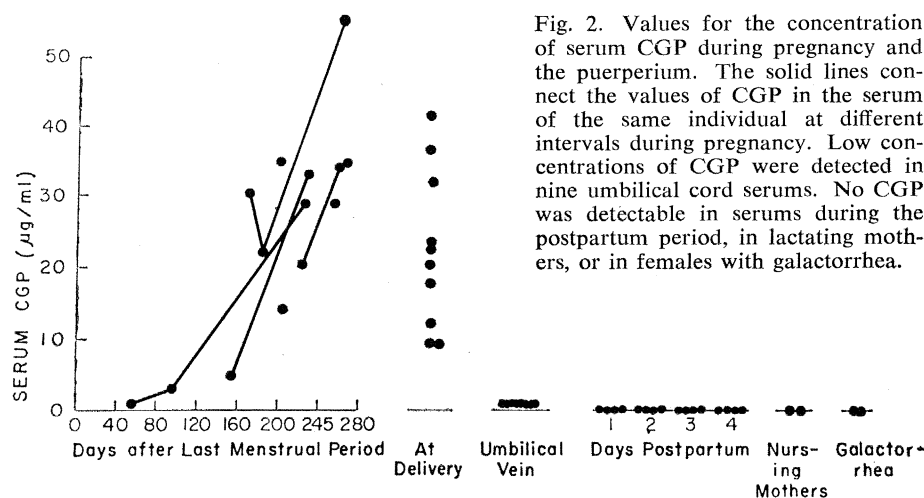 Fig. 2. Values for the concentration
of serum CGP during pregnancy and
the puerperium. The solid lines con-
nect the values of CGP in the serum
of the same individual at different
intervals during pregnancy. Low con-
centrations of CGP were detected in
nine umbilical cord serums. No CGP
was detectable in serums during the
postpartum period, in lactating moth-
ers, or in females with galactorrhea.
SERUM CGP (µg/ml)
50
40
30
20
10
0
0 40 80 120 160 200 245 280
Days after Last Menstrual Period
At
Delivery
Umbilical
Vein
1 2 3 4
Days Postpartum
Nurs-
ing
Mothers
Galactor-
rhea